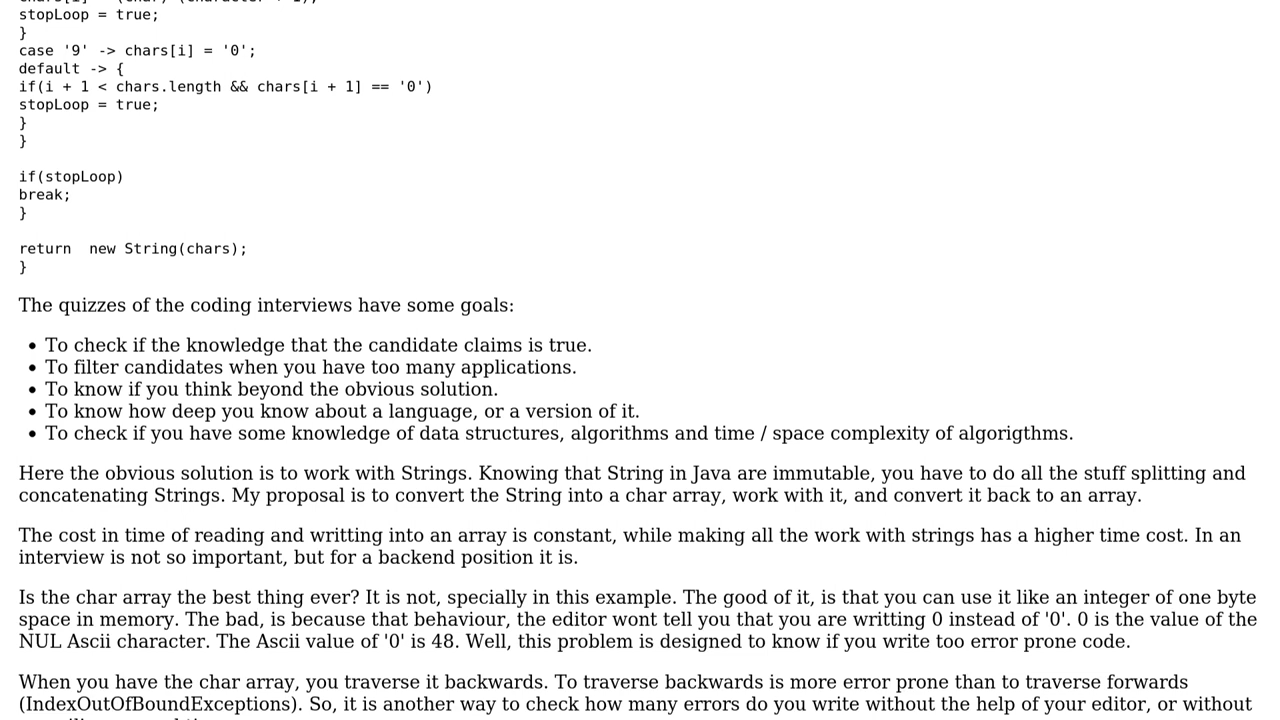 stopLoop = true;
}
case '9' -> chars[i] = '0';
default -> {
if(i + 1 < chars.length && chars[i + 1] == '0')
stopLoop = true;
}
}
if(stopLoop)
break;
}
return  new String(chars);
}
The quizzes of the coding interviews have some goals:
• To check if the knowledge that the candidate claims is true.
• To filter candidates when you have too many applications.
• To know if you think beyond the obvious solution.
• To know how deep you know about a language, or a version of it.
• To check if you have some knowledge of data structures, algorithms and time / space complexity of algorigthms.
Here the obvious solution is to work with Strings. Knowing that String in Java are immutable, you have to do all the stuff splitting and
concatenating Strings. My proposal is to convert the String into a char array, work with it, and convert it back to an array.
The cost in time of reading and writting into an array is constant, while making all the work with strings has a higher time cost. In an
interview is not so important, but for a backend position it is.
Is the char array the best thing ever? It is not, specially in this example. The good of it, is that you can use it like an integer of one byte
space in memory. The bad, is because that behaviour, the editor wont tell you that you are writting 0 instead of '0'. 0 is the value of the
NUL Ascii character. The Ascii value of '0' is 48. Well, this problem is designed to know if you write too error prone code.
When you have the char array, you traverse it backwards. To traverse backwards is more error prone than to traverse forwards
(IndexOutOfBoundExceptions). So, it is another way to check how many errors do you write without the help of your editor, or without